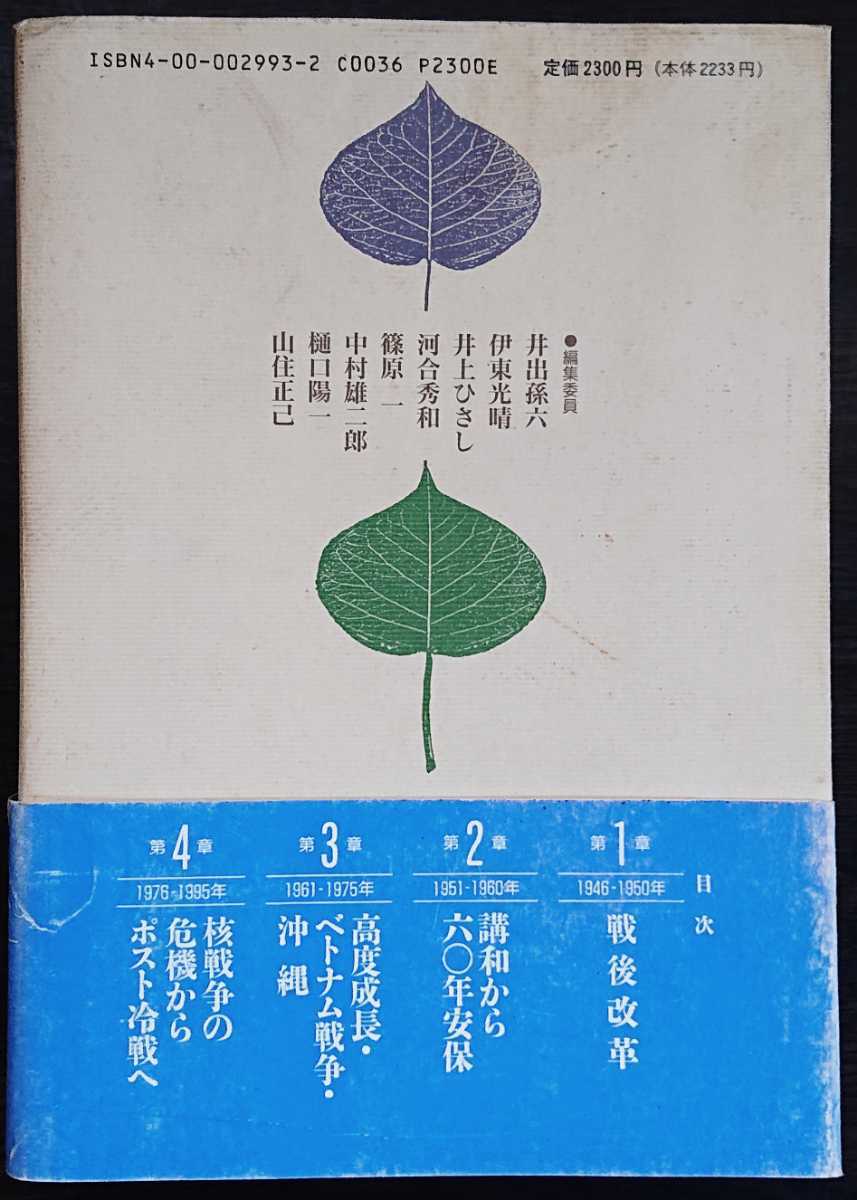 ISBN4-00-002993-2 C0036 P2300E 定価2300円（本体2233円）
●編集委員
井出孫六
伊東光晴
井上ひさし
河合秀和
篠原 一
中村雄二郎
樋口陽一
山住正己
目次
第1章
1946-1950年
戦後改革
第2章
1951-1960年
講和から
六〇年安保
第3章
1961-1975年
高度成長・
ベトナム戦争・
沖縄
第4章
1976-1995年
核戦争の
危機から
ポスト冷戦へ